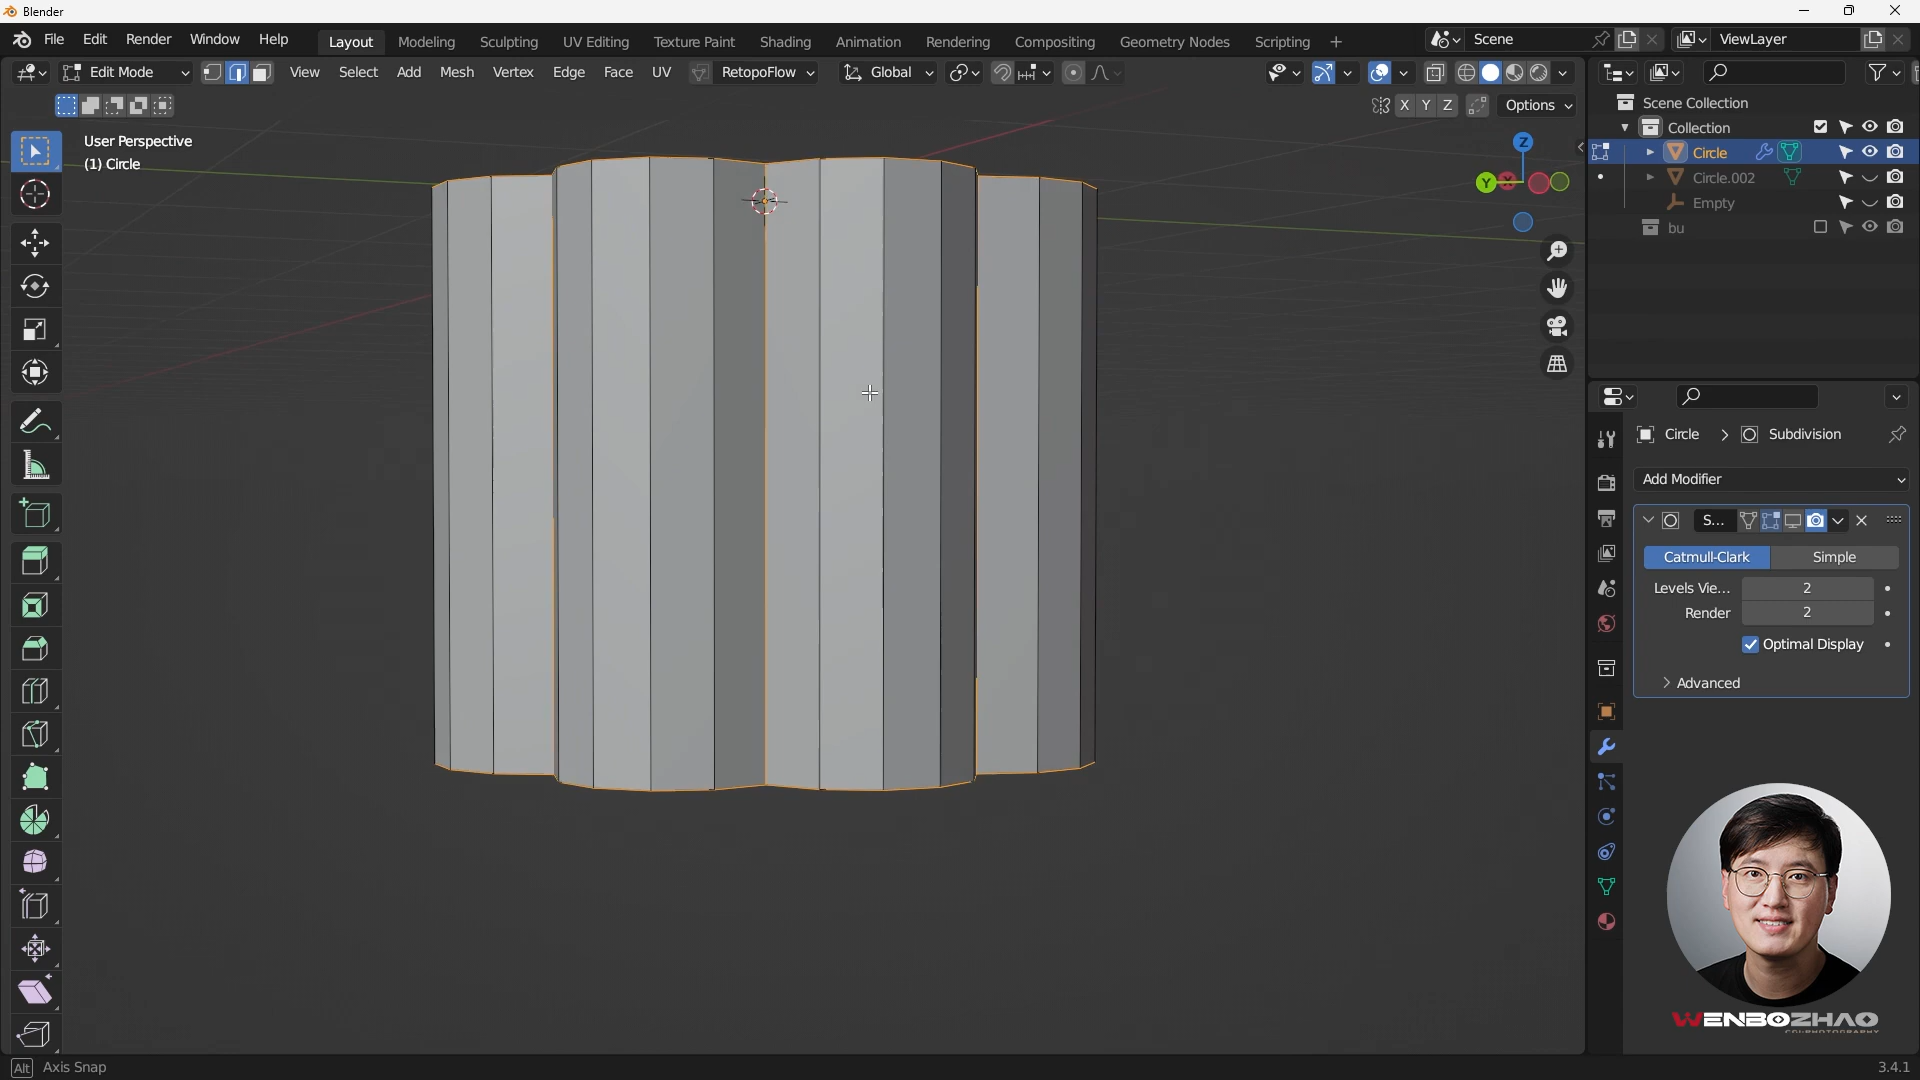 Blender
File Edit Render Window Help Layout Modeling Sculpting UV Editing Texture Paint Shading Animation Rendering Compositing Geometry Nodes Scripting + Scene ViewLayer
Edit Mode View Select Add Mesh Vertex Edge Face UV RetopoFlow Global
X Y Z Options
User Perspective
(1) Circle
Z
Y X
Scene Collection
Collection
Circle
Circle.002
Empty
bu
Circle > Subdivision
Add Modifier
S...
Catmull-Clark Simple
Levels Vie... 2
Render 2
Optimal Display
Advanced
WENBOZHAO
Alt Axis Snap
3.4.1